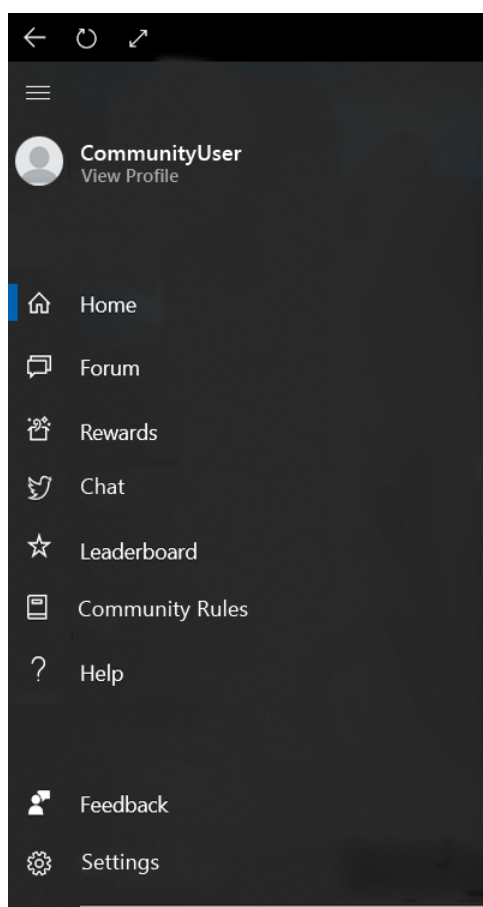 CommunityUser
View Profile
Home
Forum
Rewards
Chat
Leaderboard
Community Rules
Help
Feedback
Settings